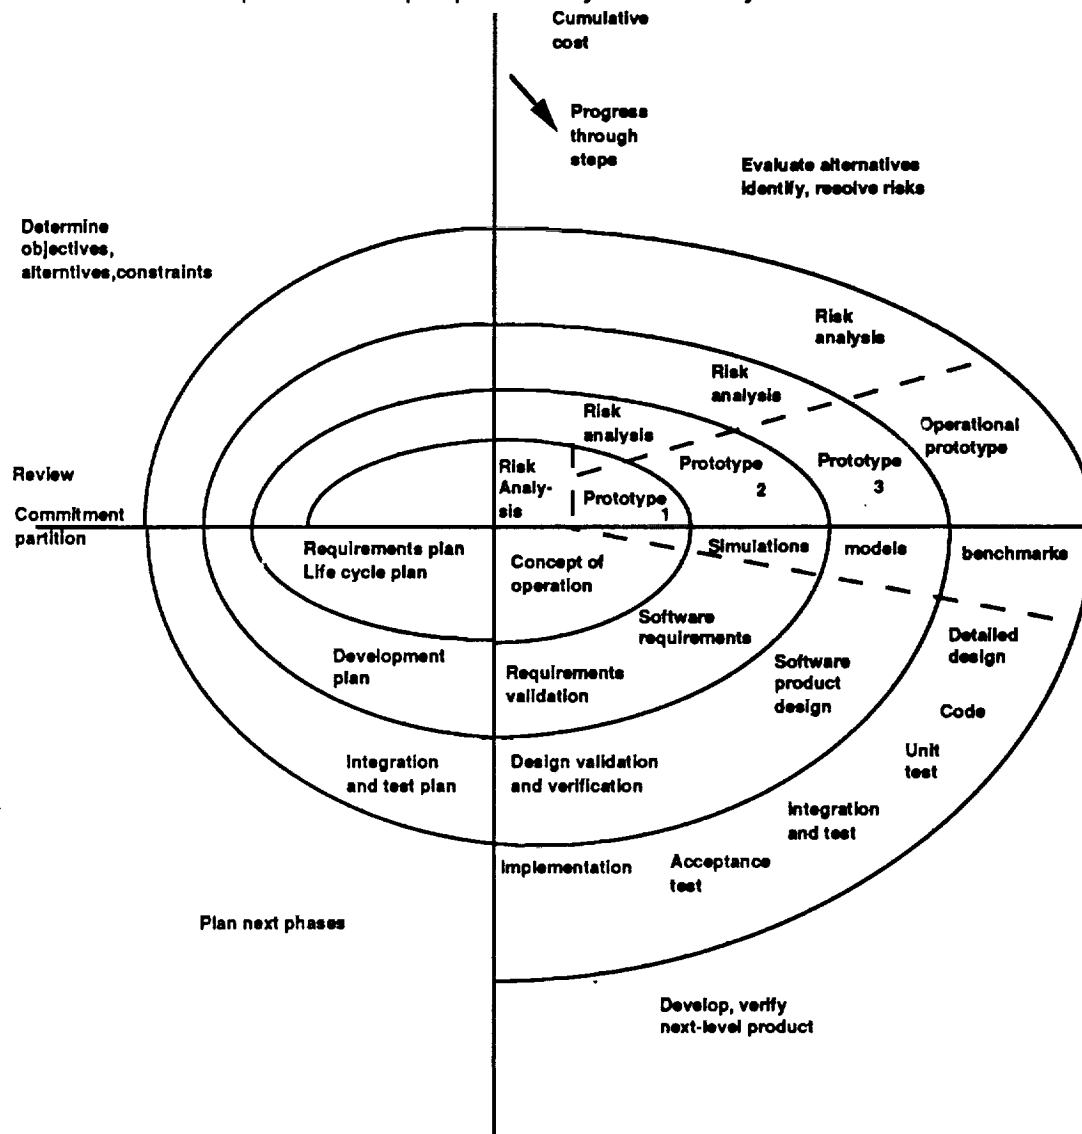 Cumulative
cost
Progress
through
steps
Evaluate alternatives
Identify, resolve risks
Determine
objectives,
alterntives,constraints
Risk
analysis
Risk
analysis
Risk
analysis
Operational
prototype
Review
Risk
Analy-
sis
Prototype
1
Prototype
2
Prototype
3
Commitment
partition
Requirements plan
Life cycle plan
Concept of
operation
Simulations
models
benchmarks
Software
requirements
Detailed
design
Development
plan
Requirements
validation
Software
product
design
Code
Unit
test
Integration
and test plan
Design validation
and verification
Integration
and test
Implementation
Acceptance
test
Plan next phases
Develop, verify
next-level product